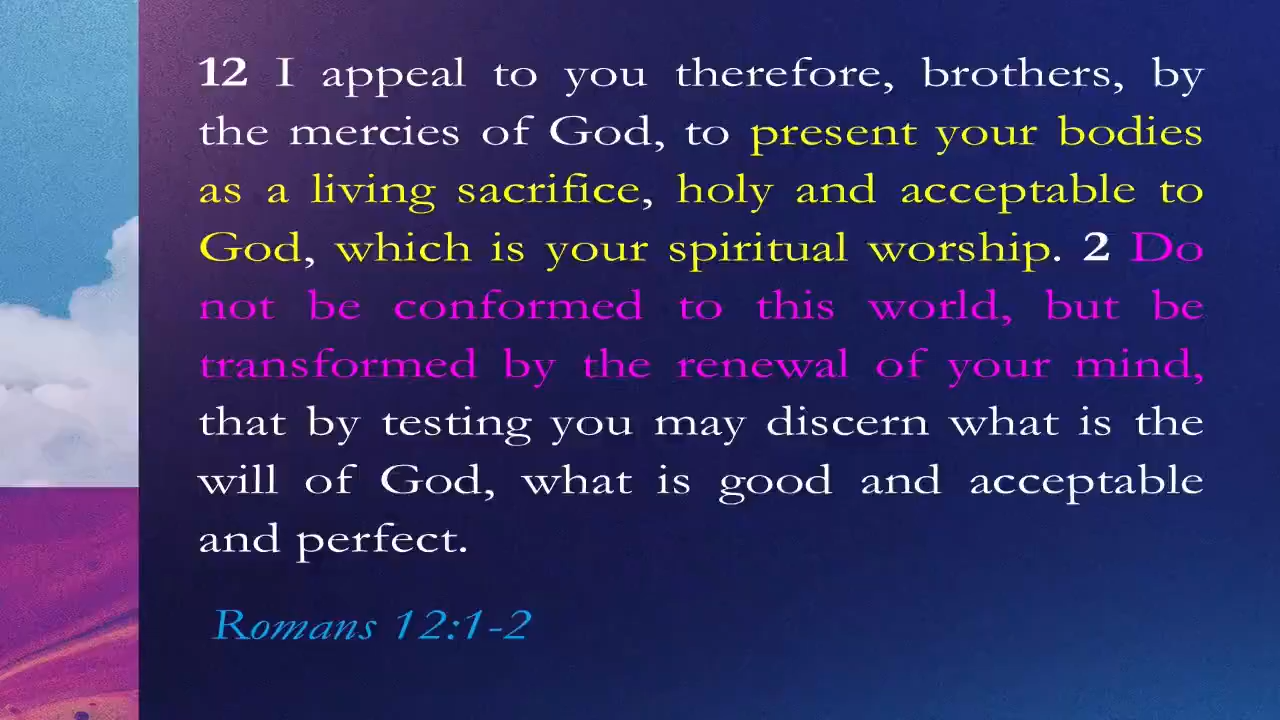 12 I appeal to you therefore, brothers, by
the mercies of God, to present your bodies
as a living sacrifice, holy and acceptable to
God, which is your spiritual worship. 2 Do
not be conformed to this world, but be
transformed by the renewal of your mind,
that by testing you may discern what is the
will of God, what is good and acceptable
and perfect.
Romans 12:1-2